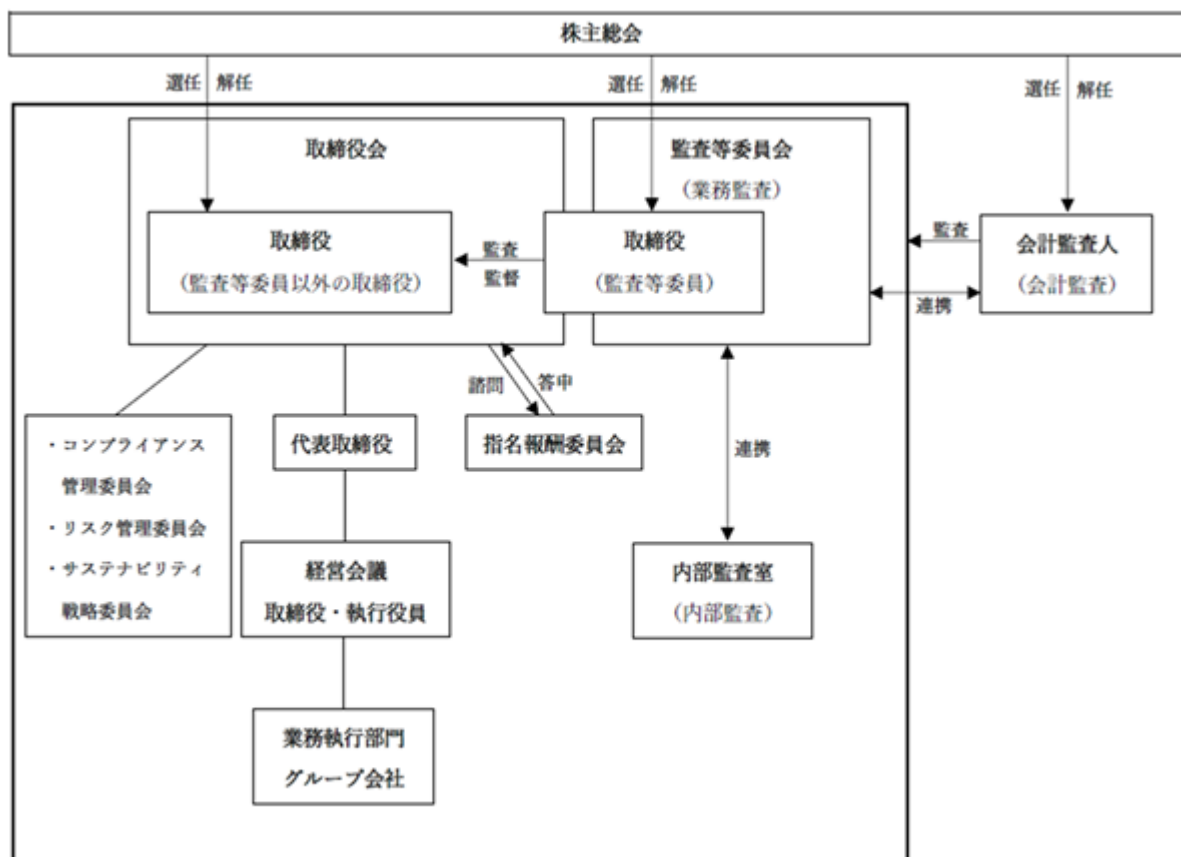 株主総会
選任 解任
選任 解任
選任 解任
取締役会
監査等委員会
(業務監査)
取締役
(監査等委員以外の取締役)
監査
監督
取締役
(監査等委員)
監査
会計監査人
(会計監査)
連携
諮問
答申
・コンプライアンス
管理委員会
・リスク管理委員会
・サステナビリティ
戦略委員会
代表取締役
指名報酬委員会
連携
経営会議
取締役・執行役員
内部監査室
(内部監査)
業務執行部門
グループ会社